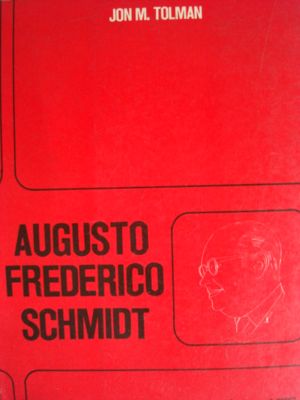 JON M. TOLMAN
AUGUSTO
FREDERICO
SCHMIDT